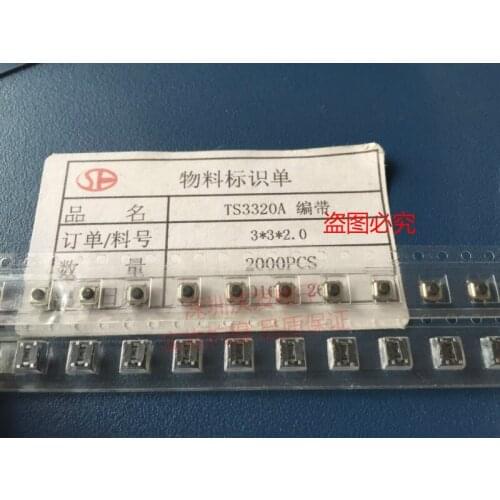 物料标识单
品 名 TS3320A 编带
盗图必究
订单/料号 3*3*2.0
数 量 2000PCS